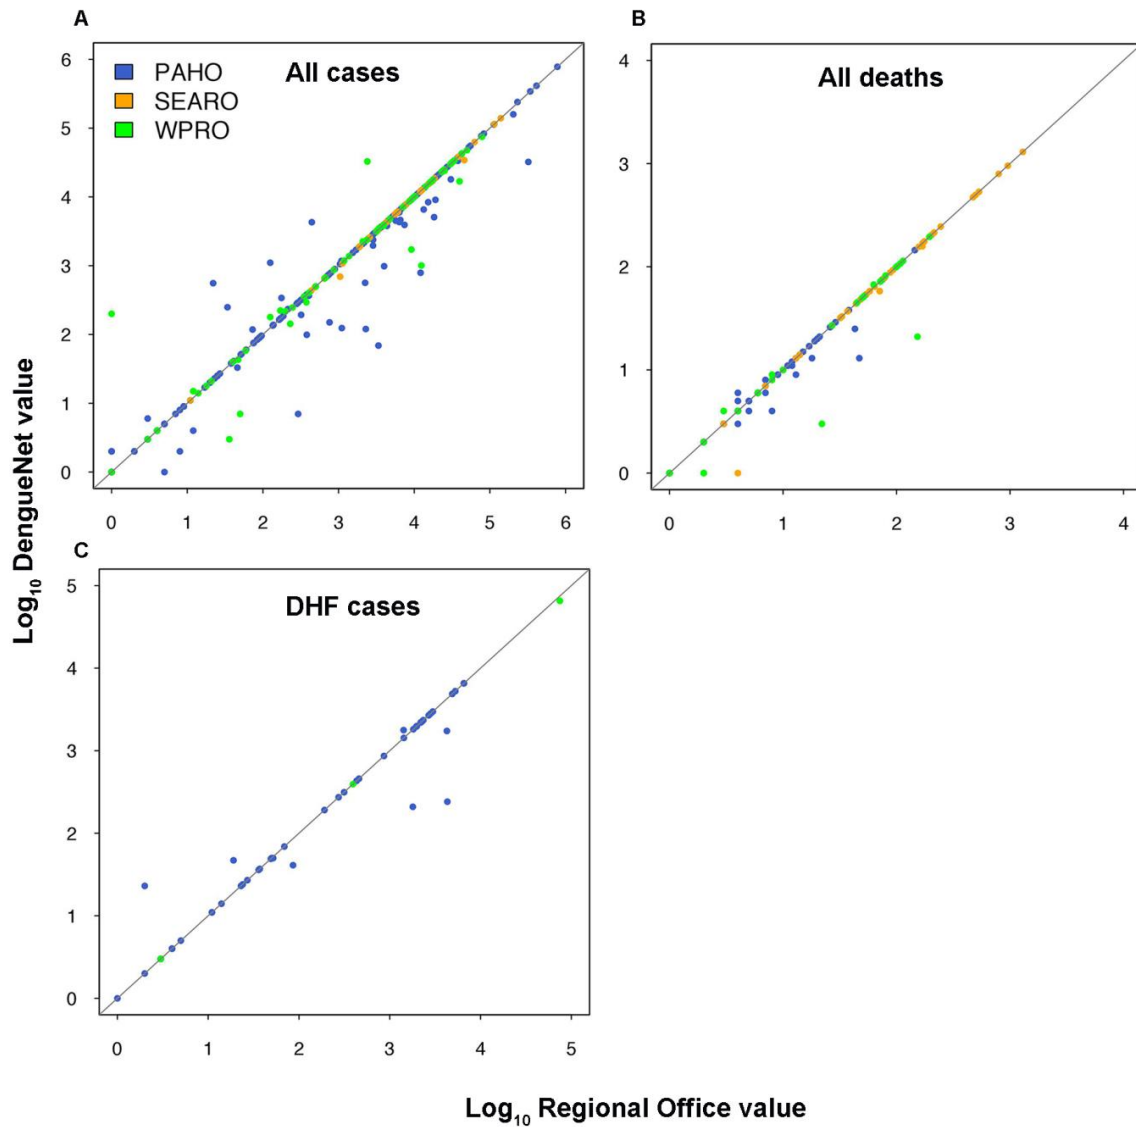 A
B
All cases
All deaths
PAHO
SEARO
WPRO
6
5
4
3
2
1
0
0 1 2 3 4 5 6
4
3
2
1
0
0 1 2 3 4
C
DHF cases
5
4
3
2
1
0
0 1 2 3 4 5
Log10 DengueNet value
Log10 Regional Office value